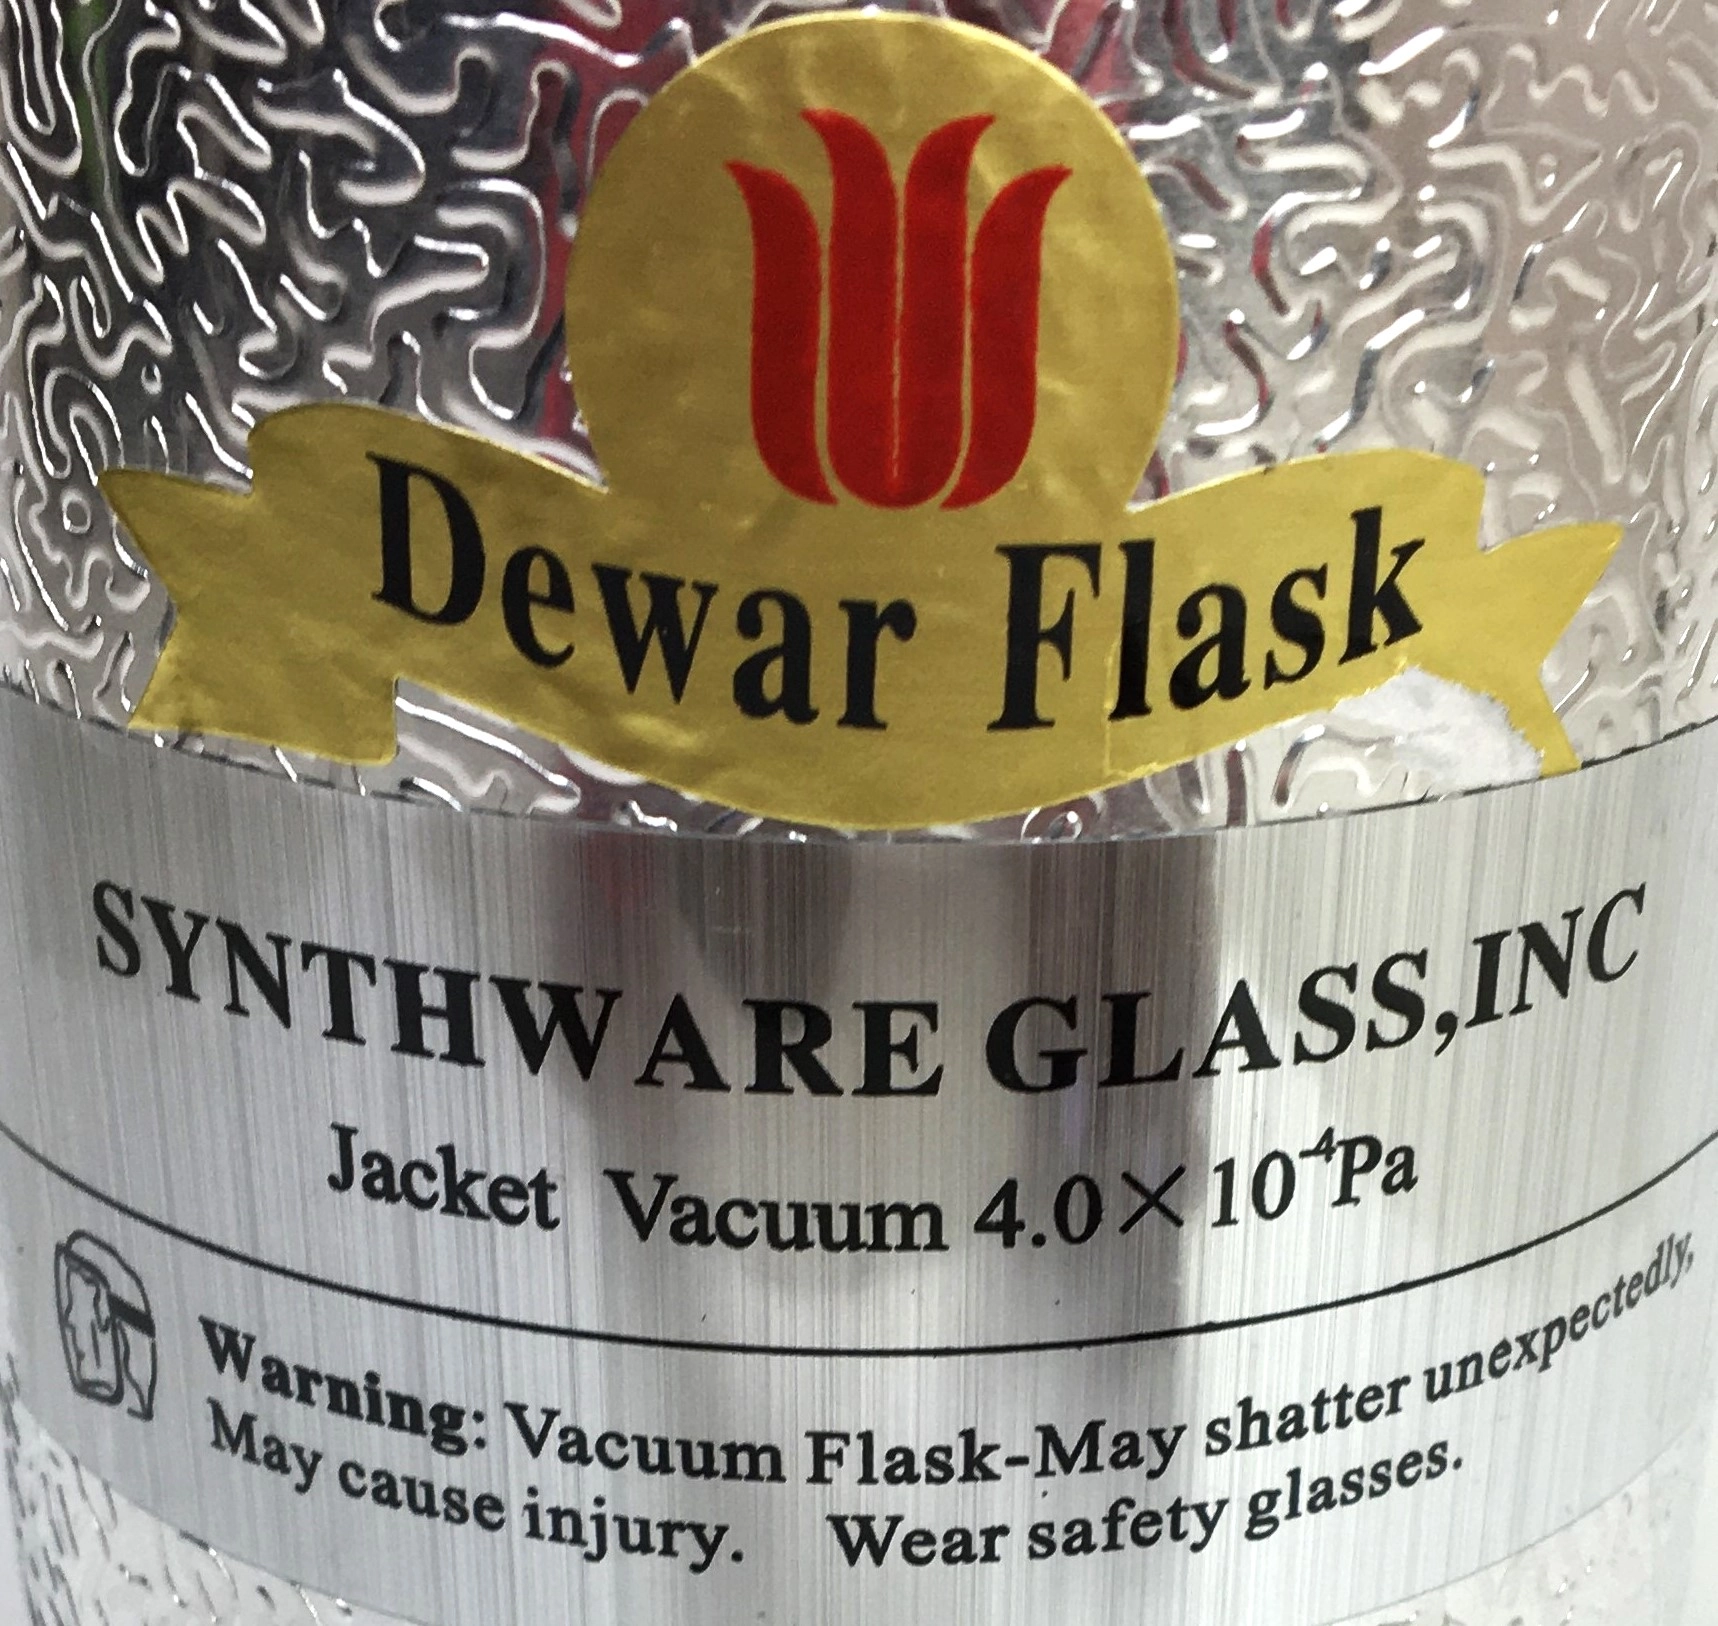 Dewar Flask
SYNTHWARE GLASS,INC
Jacket Vacuum 4.0×10⁻⁴Pa
Warning: Vacuum Flask-May shatter unexpectedly,
May cause injury. Wear safety glasses.